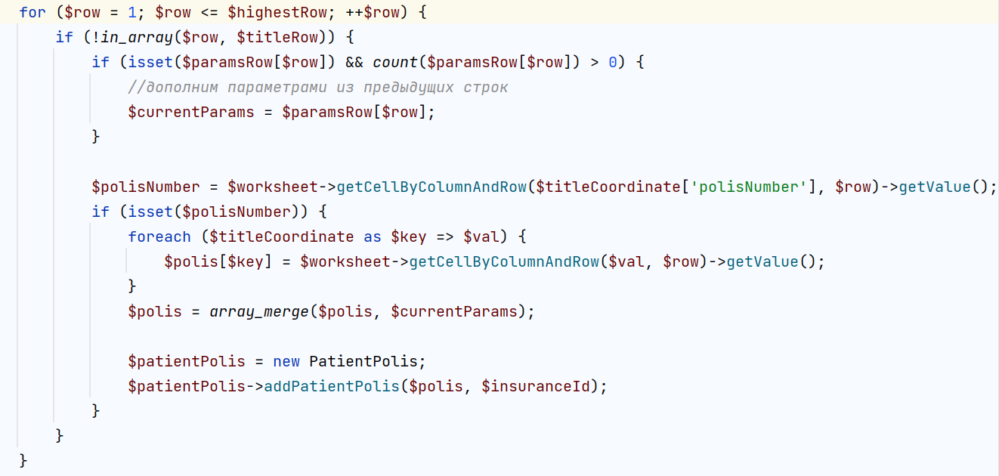 for ($row = 1; $row <= $highestRow; ++$row) {
    if (!in_array($row, $titleRow)) {
        if (isset($paramsRow[$row]) && count($paramsRow[$row]) > 0) {
            //дополним параметрами из предыдущих строк
            $currentParams = $paramsRow[$row];
        }

        $polisNumber = $worksheet->getCellByColumnAndRow($titleCoordinate['polisNumber'], $row)->getValue();
        if (isset($polisNumber)) {
            foreach ($titleCoordinate as $key => $val) {
                $polis[$key] = $worksheet->getCellByColumnAndRow($val, $row)->getValue();
            }
            $polis = array_merge($polis, $currentParams);

            $patientPolis = new PatientPolis;
            $patientPolis->addPatientPolis($polis, $insuranceId);
        }
    }
}